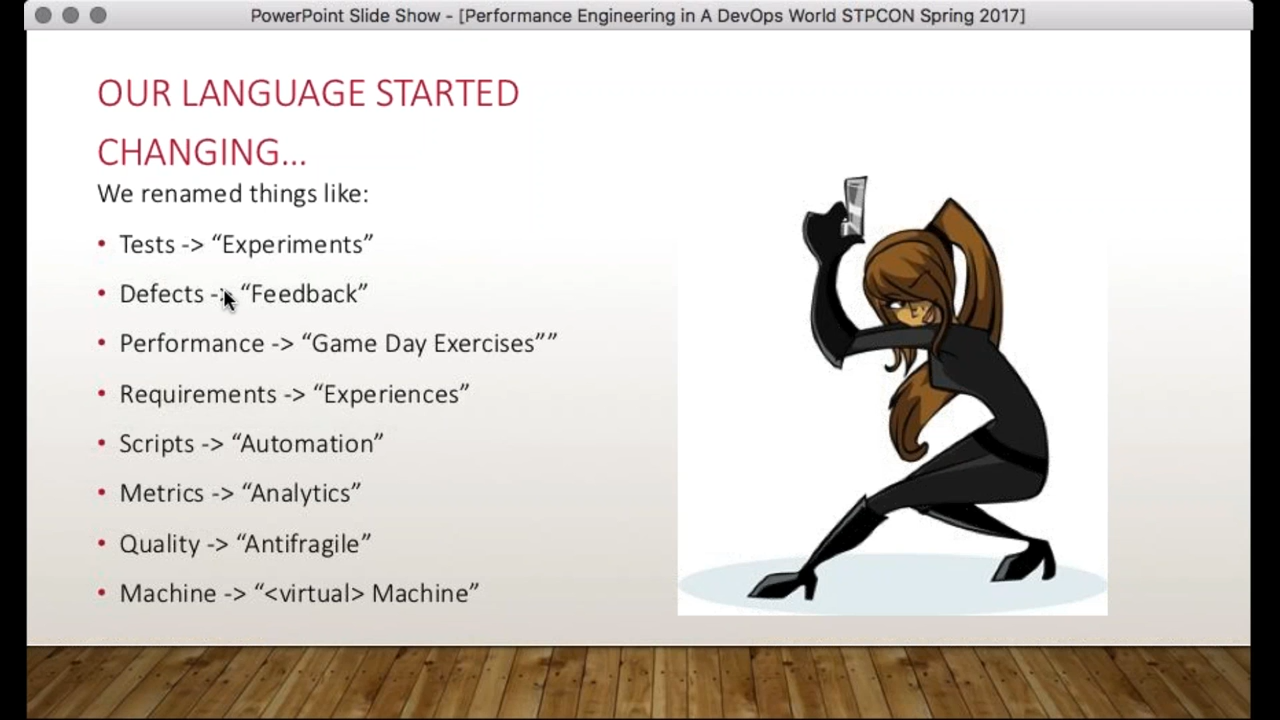 PowerPoint Slide Show - [Performance Engineering in A DevOps World STPCON Spring 2017]
OUR LANGUAGE STARTED
CHANGING...
We renamed things like:
• Tests -> “Experiments”
• Defects -> “Feedback”
• Performance -> “Game Day Exercises””
• Requirements -> “Experiences”
• Scripts -> “Automation”
• Metrics -> “Analytics”
• Quality -> “Antifragile”
• Machine -> “<virtual> Machine”